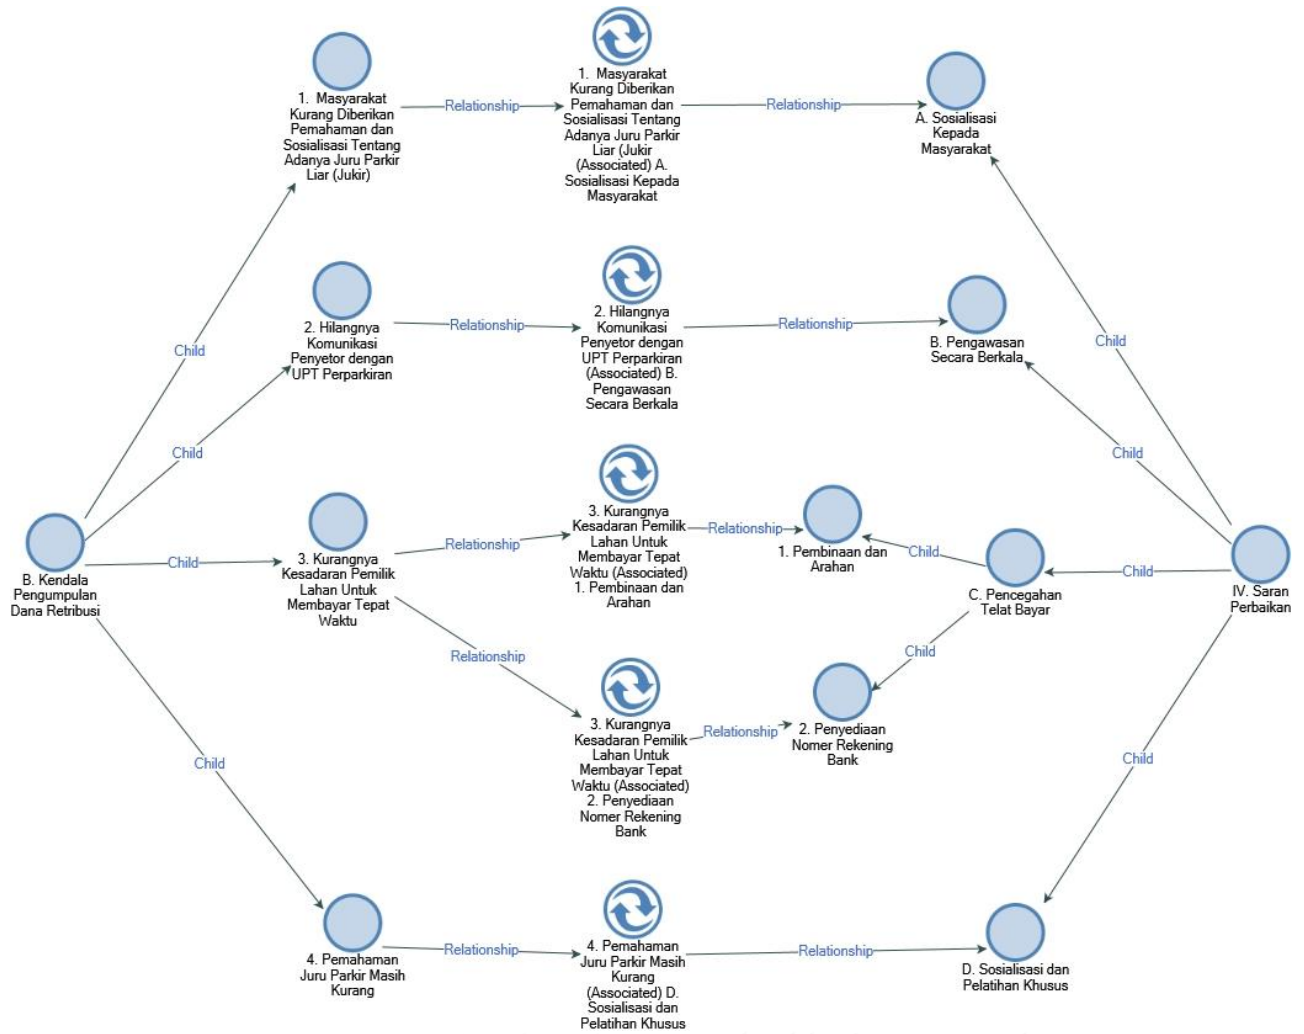 1. Masyarakat
Kurang Diberikan
Pemahaman dan
Sosialisasi Tentang
Adanya Juru Parkir
Liar (Jukir)
Relationship
1. Masyarakat
Kurang Diberikan
Pemahaman dan
Sosialisasi Tentang
Adanya Juru Parkir
Liar (Jukir
(Associated) A.
Sosialisasi Kepada
Masyarakat
Relationship
A. Sosialisasi
Kepada
Masyarakat
Child
Child
2. Hilangnya
Komunikasi
Penyetor dengan
UPT Perparkiran
Relationship
2. Hilangnya
Komunikasi
Penyetor dengan
UPT Perparkiran
(Associated) B.
Pengawasan
Secara Berkala
Relationship
B. Pengawasan
Secara Berkala
Child
Child
B. Kendala
Pengumpulan
Dana Retribusi
Child
3. Kurangnya
Kesadaran Pemilik
Lahan Untuk
Membayar Tepat
Waktu
Relationship
3. Kurangnya
Kesadaran Pemilik
Lahan Untuk
Membayar Tepat
Waktu (Associated)
1. Pembinaan dan
Arahan
Relationship
1. Pembinaan dan
Arahan
Child
C. Pencegahan
Telat Bayar
Child
IV. Saran
Perbaikan
Relationship
3. Kurangnya
Kesadaran Pemilik
Lahan Untuk
Membayar Tepat
Waktu (Associated)
2. Penyediaan
Nomer Rekening
Bank
Relationship
2. Penyediaan
Nomer Rekening
Bank
Child
Child
Child
4. Pemahaman
Juru Parkir Masih
Kurang
Relationship
4. Pemahaman
Juru Parkir Masih
Kurang
(Associated) D.
Sosialisasi dan
Pelatihan Khusus
Relationship
D. Sosialisasi dan
Pelatihan Khusus